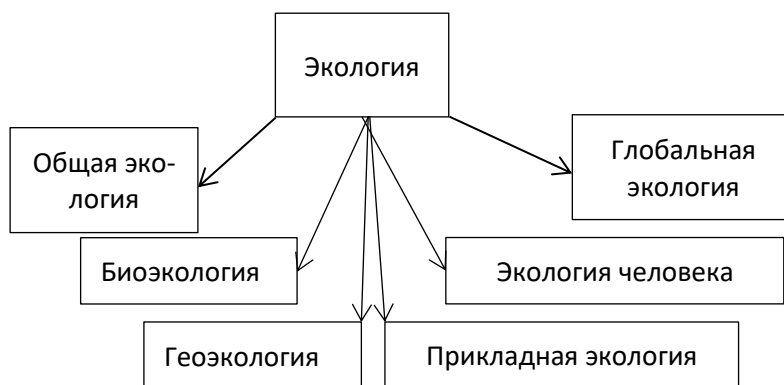 Экология
Общая эко-
логия
Глобальная
экология
Биоэкология
Экология человека
Геоэкология
Прикладная экология